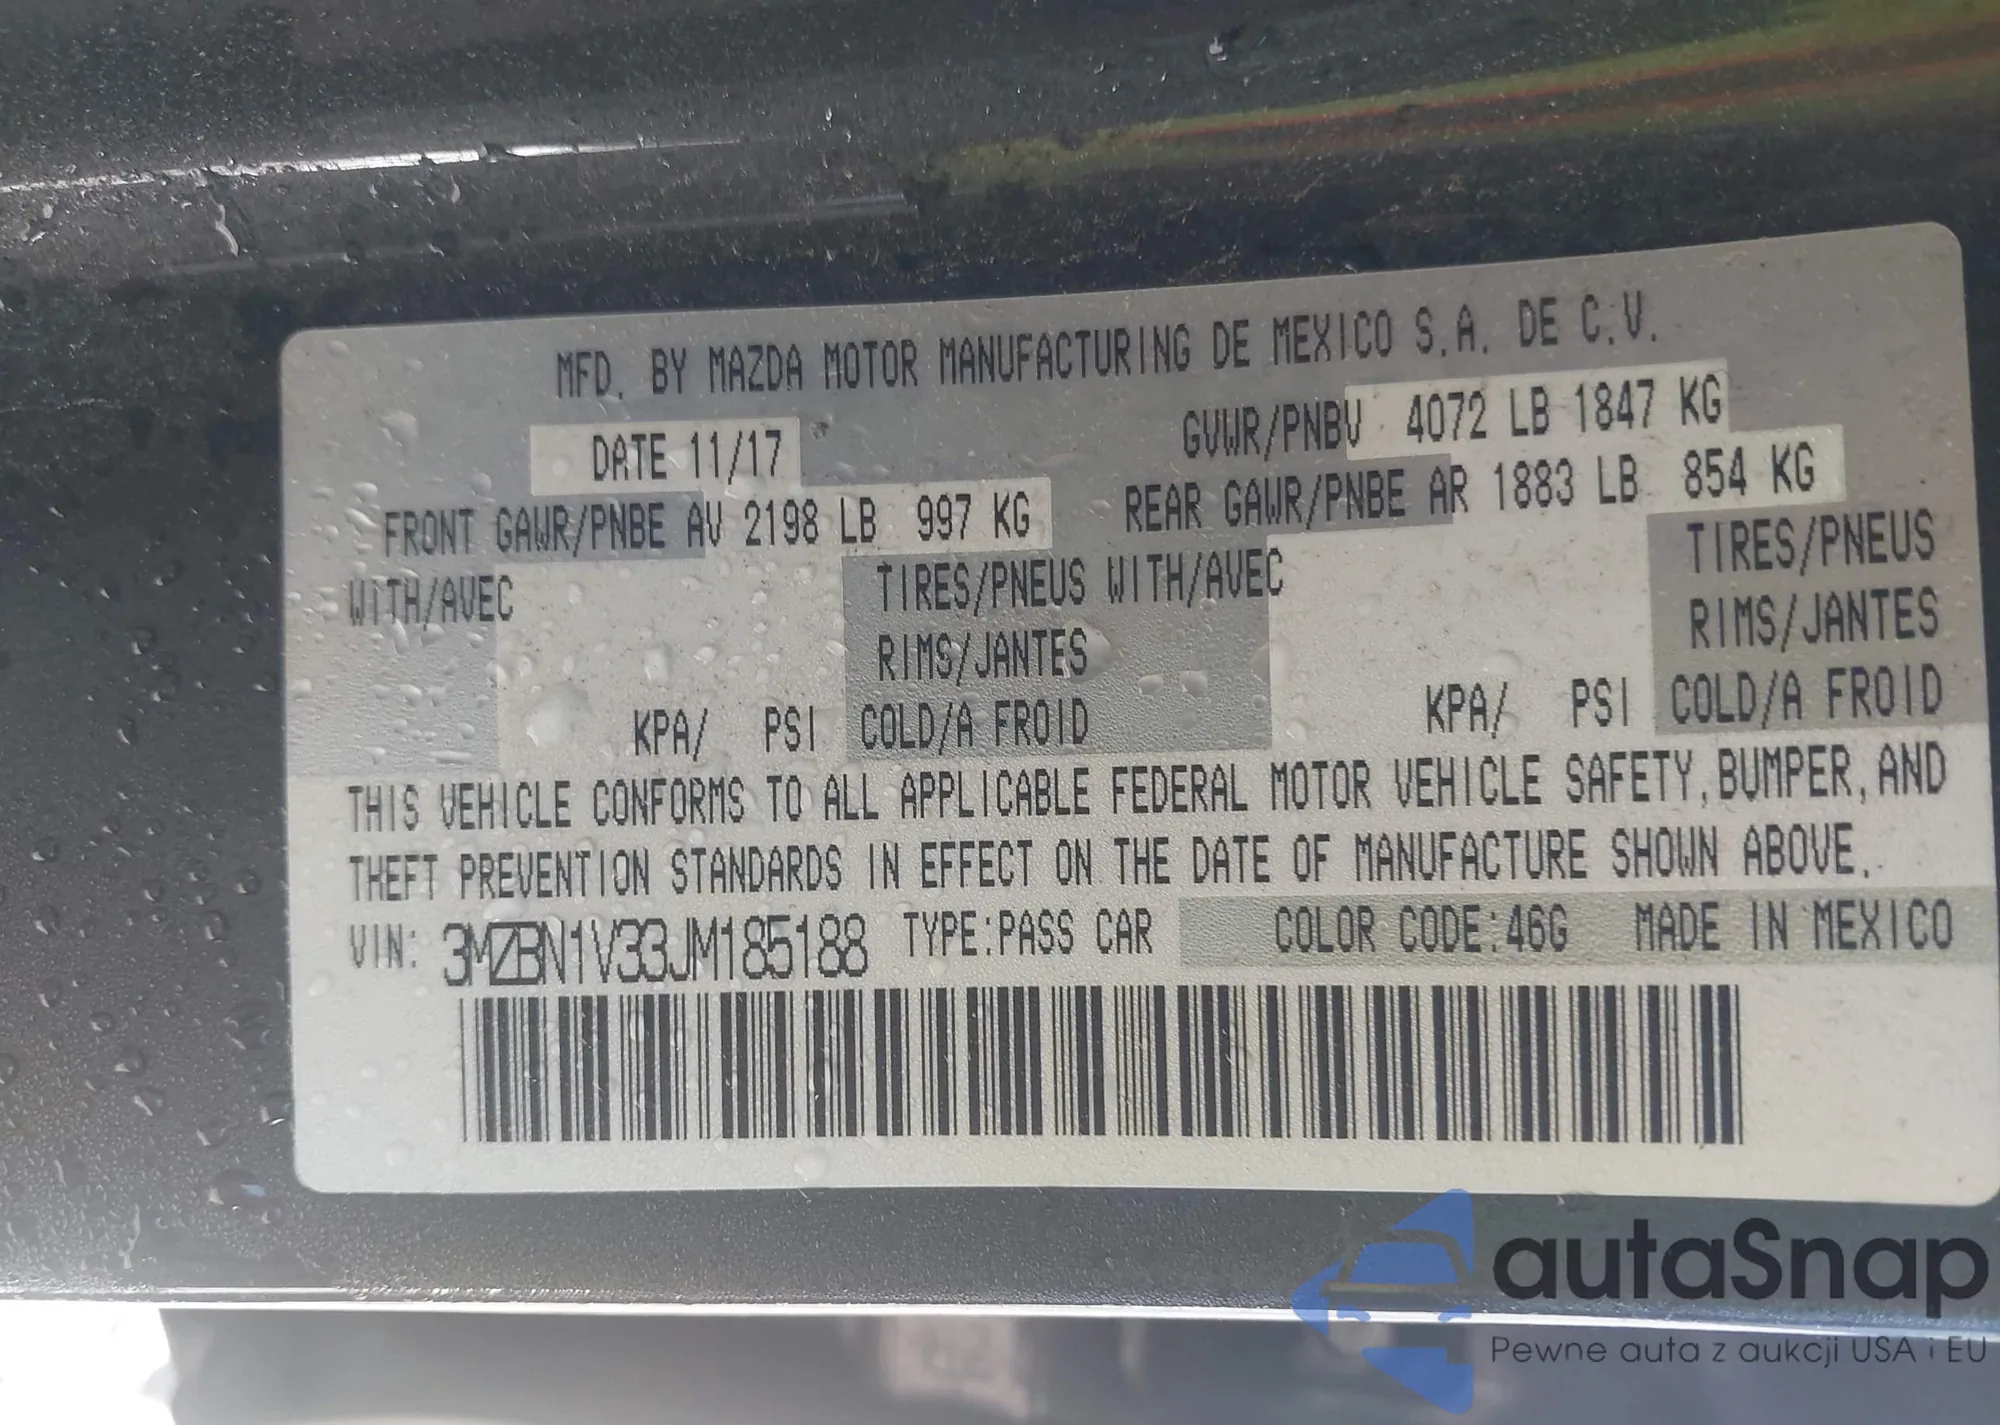 MFD. BY MAZDA MOTOR MANUFACTURING DE MEXICO S.A. DE C.V.
DATE 11/17 GVWR/PNBV 4072 LB 1847 KG
FRONT GAWR/PNBE AV 2198 LB 997 KG REAR GAWR/PNBE AR 1883 LB 854 KG
WITH/AVEC TIRES/PNEUS WITH/AVEC TIRES/PNEUS
RIMS/JANTES RIMS/JANTES
KPA/ PSI COLD/A FROID KPA/ PSI COLD/A FROID
THIS VEHICLE CONFORMS TO ALL APPLICABLE FEDERAL MOTOR VEHICLE SAFETY, BUMPER, AND
THEFT PREVENTION STANDARDS IN EFFECT ON THE DATE OF MANUFACTURE SHOWN ABOVE.
VIN: 3MZBN1V33JM185188 TYPE:PASS CAR COLOR CODE:46G MADE IN MEXICO
autaSnap
Pewne auta z aukcji USA i EU